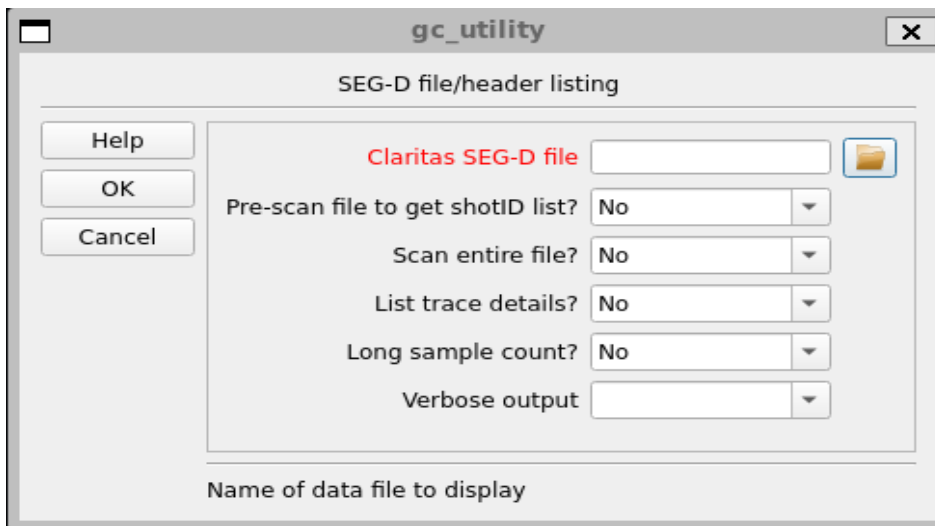 gc_utility
SEG-D file/header listing
Help
OK
Cancel
Claritas SEG-D file
Pre-scan file to get shotID list? No
Scan entire file? No
List trace details? No
Long sample count? No
Verbose output
Name of data file to display